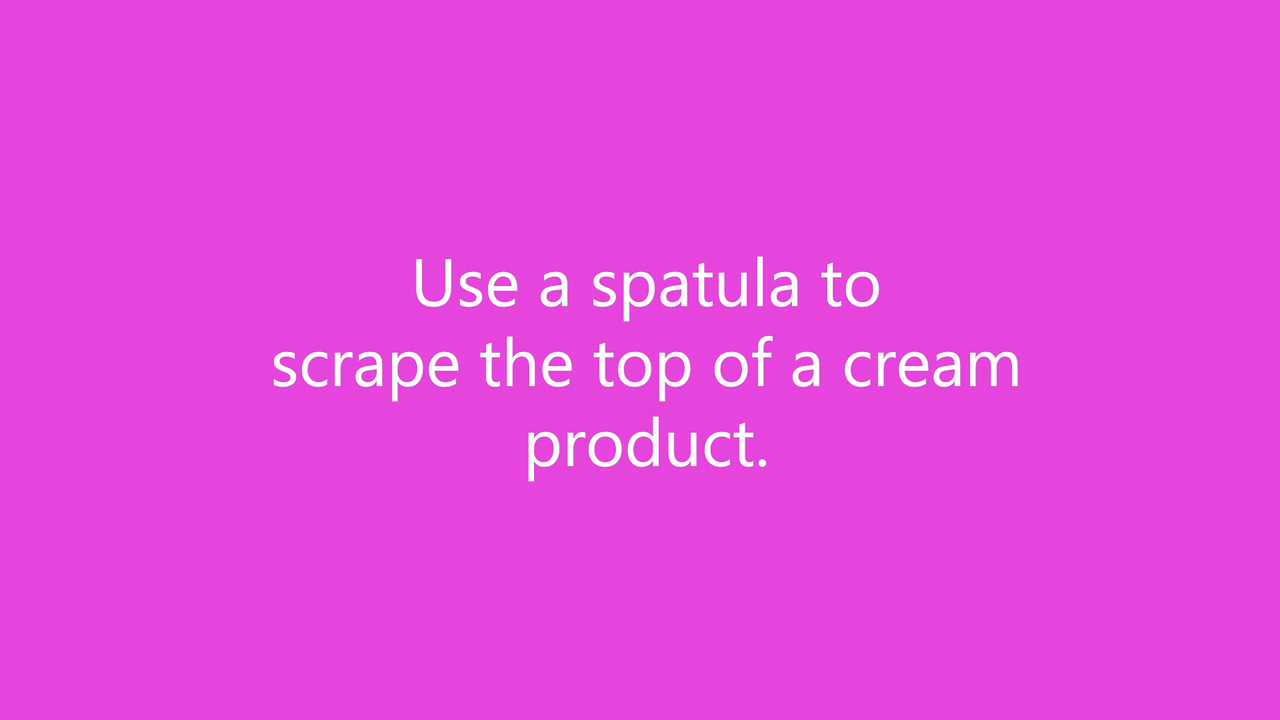 Use a spatula to
scrape the top of a cream
product.